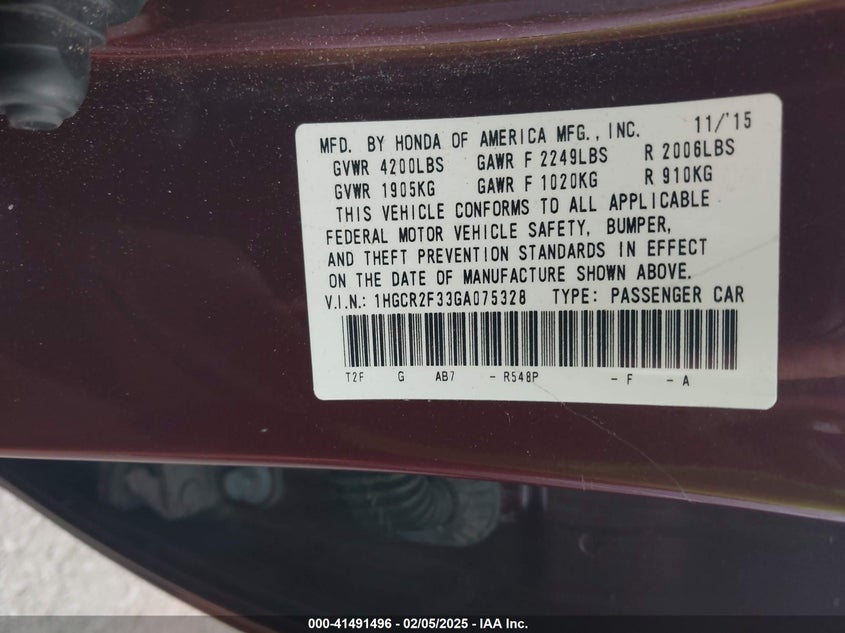 MFD. BY HONDA OF AMERICA MFG., INC. 11/'15
GVWR 4200LBS GAWR F 2249LBS R 2006LBS
GVWR 1905KG GAWR F 1020KG R 910KG
THIS VEHICLE CONFORMS TO ALL APPLICABLE
FEDERAL MOTOR VEHICLE SAFETY, BUMPER,
AND THEFT PREVENTION STANDARDS IN EFFECT
ON THE DATE OF MANUFACTURE SHOWN ABOVE.
V.I.N.: 1HGCR2F33GA075328 TYPE: PASSENGER CAR
T2F G AB7 - R548P - F - A
000-41491496 - 02/05/2025 - IAA Inc.